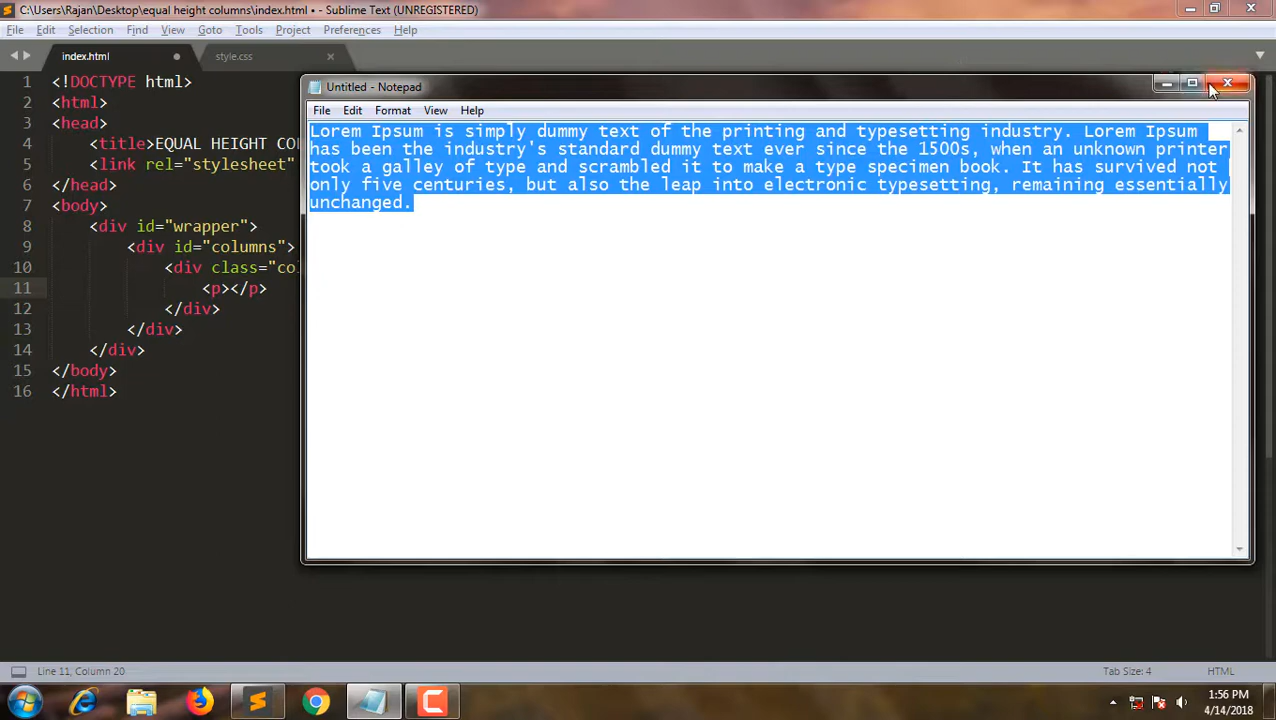 C:\Users\Rajan\Desktop\equal height columns\index.html • - Sublime Text (UNREGISTERED)
File Edit Selection Find View Goto Tools Project Preferences Help
index.html style.css
1 <!DOCTYPE html>
2 <html>
3 <head>
4 <title>EQUAL HEIGHT CO
5 <link rel="stylesheet"
6 </head>
7 <body>
8 <div id="wrapper">
9 <div id="columns">
10 <div class="co
11 <p></p>
12 </div>
13 </div>
14 </div>
15 </body>
16 </html>
Untitled - Notepad
File Edit Format View Help
Lorem Ipsum is simply dummy text of the printing and typesetting industry. Lorem Ipsum
has been the industry's standard dummy text ever since the 1500s, when an unknown printer
took a galley of type and scrambled it to make a type specimen book. It has survived not
only five centuries, but also the leap into electronic typesetting, remaining essentially
unchanged.
Line 11, Column 20 Tab Size: 4 HTML
1:56 PM
4/14/2018